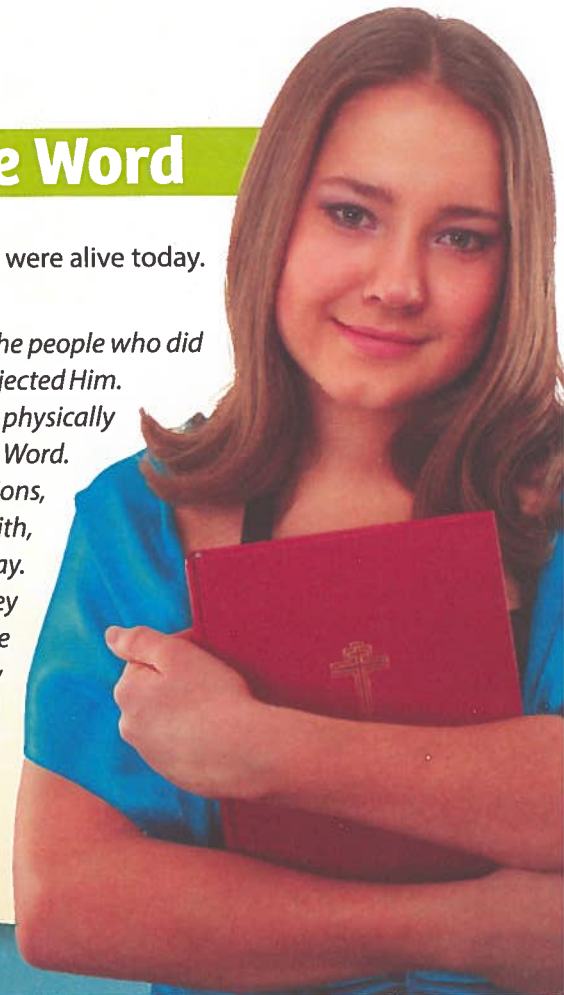 e Word
were alive today.
he people who did
jected Him.
physically
Word.
ons,
ith,
ay.
ey
e